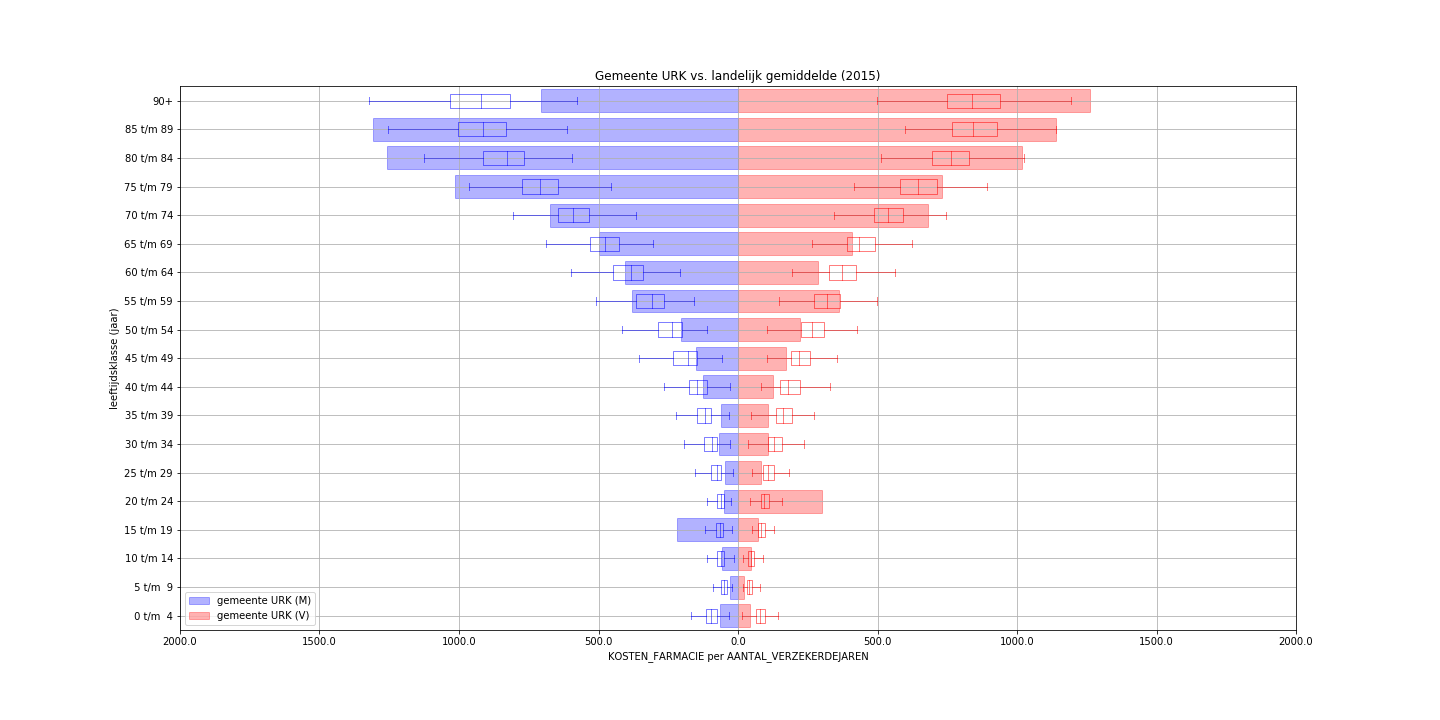 Gemeente URK vs. landelijk gemiddelde (2015)
90+
85 t/m 89
80 t/m 84
75 t/m 79
70 t/m 74
65 t/m 69
60 t/m 64
55 t/m 59
50 t/m 54
45 t/m 49
40 t/m 44
35 t/m 39
30 t/m 34
25 t/m 29
20 t/m 24
15 t/m 19
10 t/m 14
5 t/m  9
0 t/m  4
leeftijdsklasse (jaar)
gemeente URK (M)
gemeente URK (V)
2000.0 1500.0 1000.0 500.0 0.0 500.0 1000.0 1500.0 2000.0
KOSTEN_FARMACIE per AANTAL_VERZEKERDEJAREN